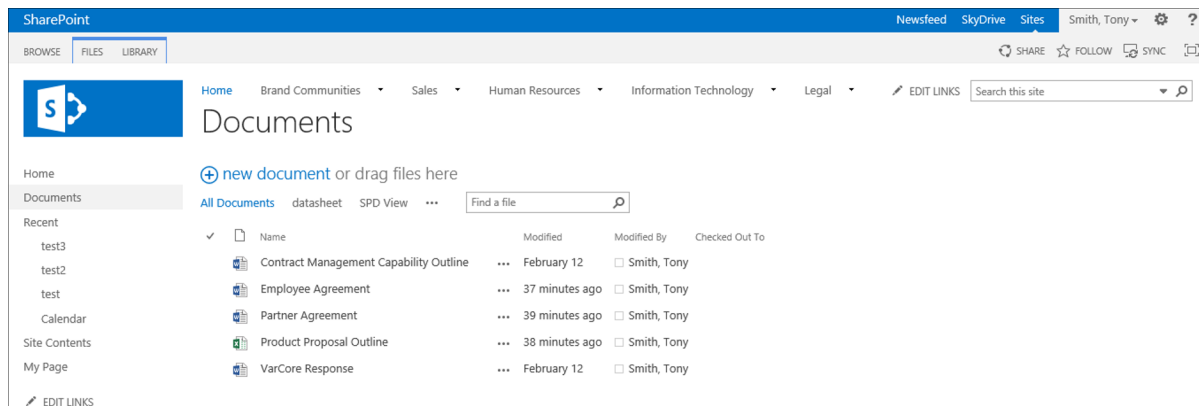 SharePoint Newsfeed SkyDrive Sites Smith, Tony ?
BROWSE FILES LIBRARY SHARE FOLLOW SYNC
S
Home Brand Communities Sales Human Resources Information Technology Legal EDIT LINKS Search this site
Documents
Home
Documents
Recent
test3
test2
test
Calendar
Site Contents
My Page
EDIT LINKS
new document or drag files here
All Documents datasheet SPD View ••• Find a file
Name Modified Modified By Checked Out To
Contract Management Capability Outline ••• February 12 Smith, Tony
Employee Agreement ••• 37 minutes ago Smith, Tony
Partner Agreement ••• 39 minutes ago Smith, Tony
Product Proposal Outline ••• 38 minutes ago Smith, Tony
VarCore Response ••• February 12 Smith, Tony